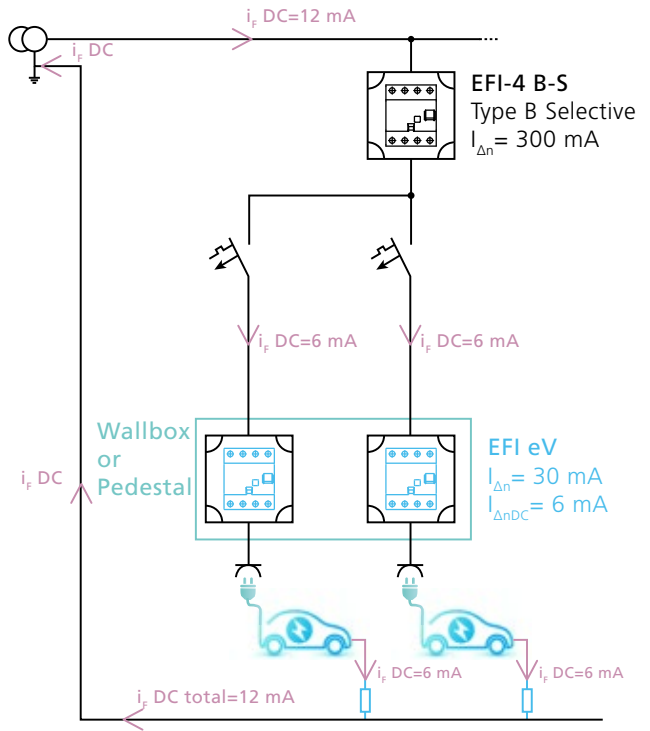 i_F DC=12 mA
i_F DC
EFI-4 B-S
Type B Selective
I_Δn= 300 mA
i_F DC=6 mA
i_F DC=6 mA
Wallbox
or
Pedestal
EFI eV
I_Δn= 30 mA
I_ΔnDC= 6 mA
i_F DC
i_F DC=6 mA
i_F DC=6 mA
i_F DC total=12 mA